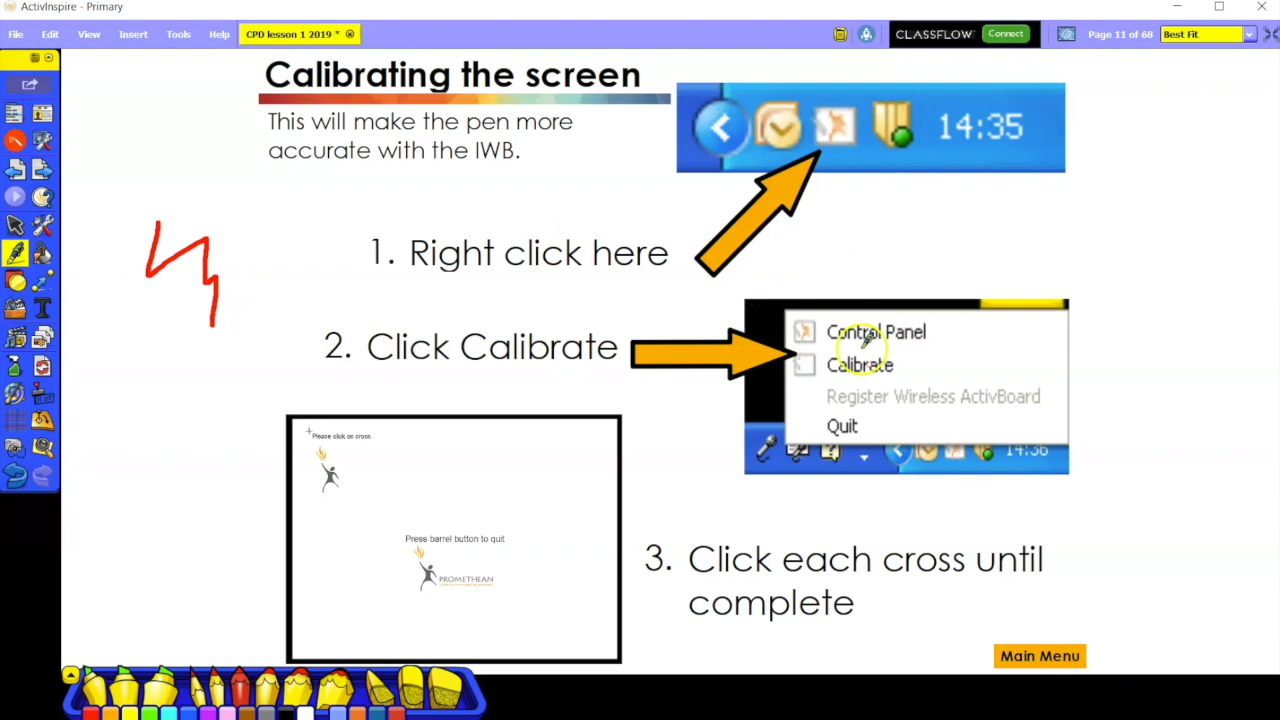 ActivInspire - Primary
File Edit View Insert Tools Help CPD lesson 1 2019 * CLASSFLOW Connect Page 11 of 68 Best Fit
Calibrating the screen
This will make the pen more
accurate with the IWB.
14:35
1. Right click here
2. Click Calibrate
Control Panel
Calibrate
Register Wireless ActivBoard
Quit
14:36
Please click on cross
Press barrel button to quit
PROMETHEAN
3. Click each cross until
complete
Main Menu